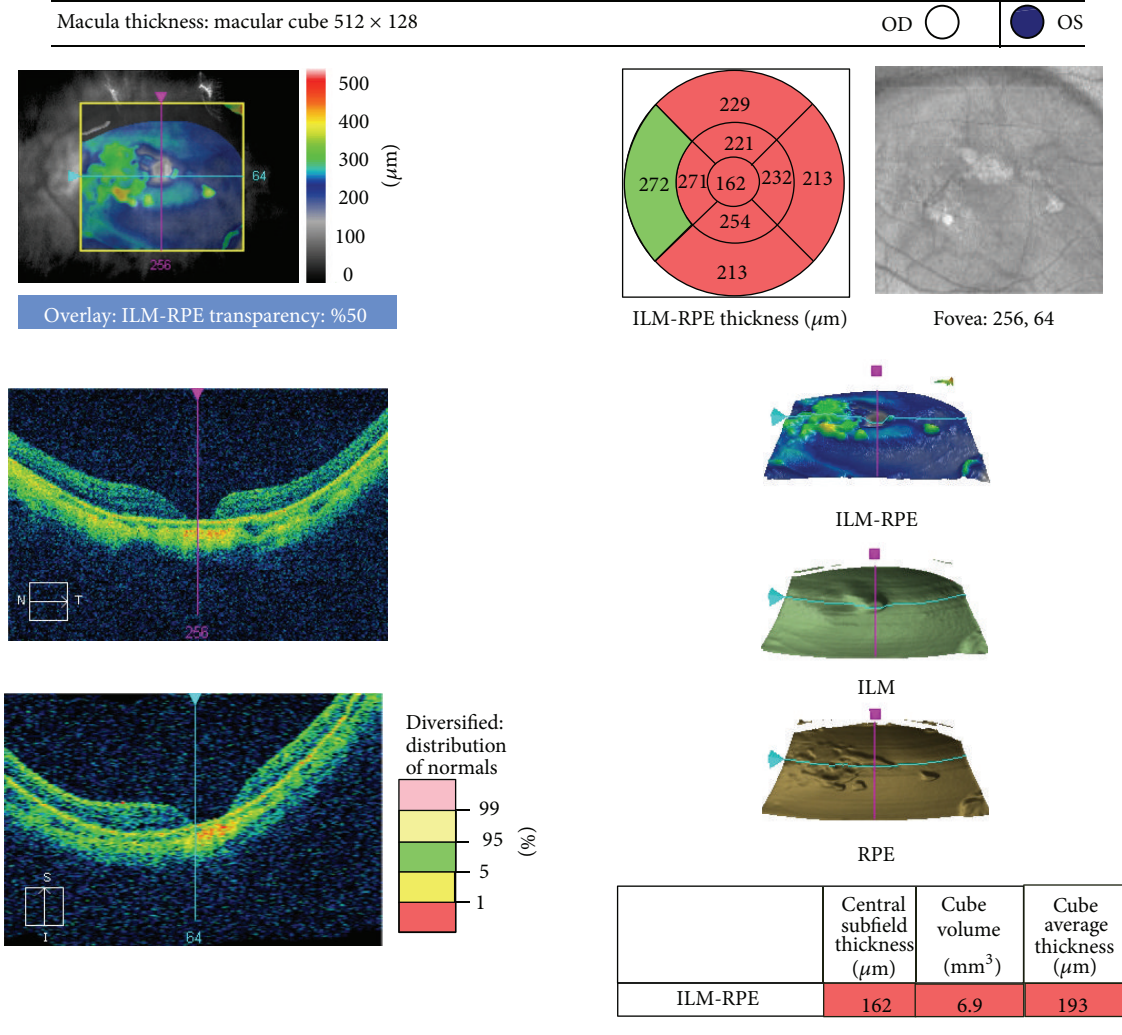 Macula thickness: macular cube 512 × 128
OD
OS
500
400
300
200
100
0
(μm)
64
256
Overlay: ILM-RPE transparency: %50
229
221
272
271
162
232
213
254
213
ILM-RPE thickness (μm)
Fovea: 256, 64
N
T
256
ILM-RPE
ILM
RPE
S
I
64
Diversified:
distribution
of normals
99
95
5
1
(%)
Central
subfield
thickness
(μm)
Cube
volume
(mm³)
Cube
average
thickness
(μm)
ILM-RPE
162
6.9
193